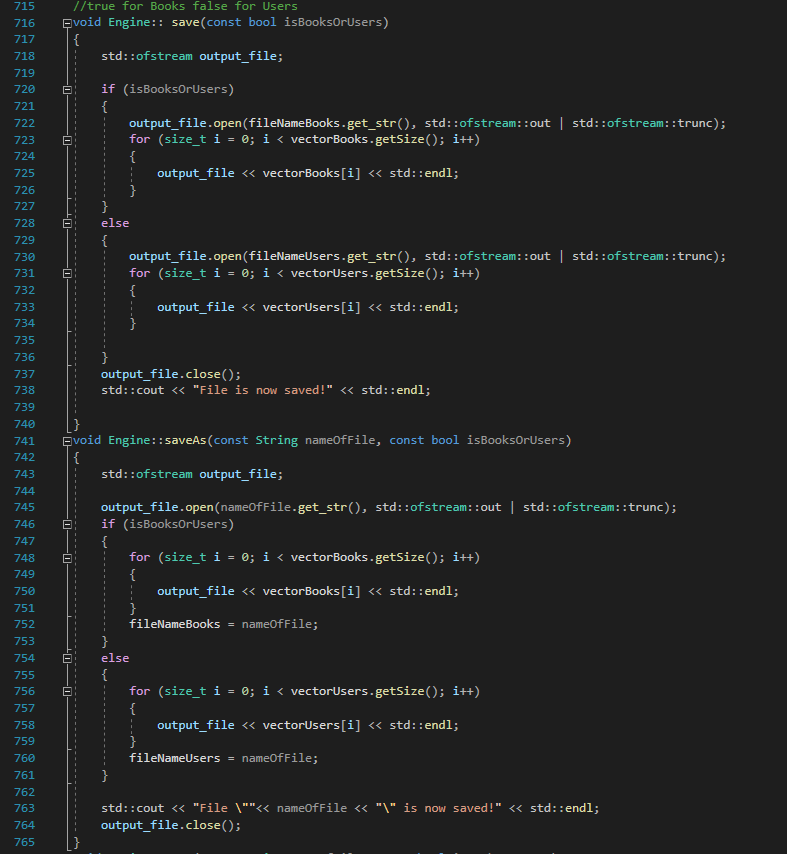 715 //true for Books false for Users
716 void Engine:: save(const bool isBooksOrUsers)
717 {
718 std::ofstream output_file;
719
720 if (isBooksOrUsers)
721 {
722 output_file.open(fileNameBooks.get_str(), std::ofstream::out | std::ofstream::trunc);
723 for (size_t i = 0; i < vectorBooks.getSize(); i++)
724 {
725 output_file << vectorBooks[i] << std::endl;
726 }
727 }
728 else
729 {
730 output_file.open(fileNameUsers.get_str(), std::ofstream::out | std::ofstream::trunc);
731 for (size_t i = 0; i < vectorUsers.getSize(); i++)
732 {
733 output_file << vectorUsers[i] << std::endl;
734 }
735
736 }
737 output_file.close();
738 std::cout << "File is now saved!" << std::endl;
739
740 }
741 void Engine::saveAs(const String nameOfFile, const bool isBooksOrUsers)
742 {
743 std::ofstream output_file;
744
745 output_file.open(nameOfFile.get_str(), std::ofstream::out | std::ofstream::trunc);
746 if (isBooksOrUsers)
747 {
748 for (size_t i = 0; i < vectorBooks.getSize(); i++)
749 {
750 output_file << vectorBooks[i] << std::endl;
751 }
752 fileNameBooks = nameOfFile;
753 }
754 else
755 {
756 for (size_t i = 0; i < vectorUsers.getSize(); i++)
757 {
758 output_file << vectorUsers[i] << std::endl;
759 }
760 fileNameUsers = nameOfFile;
761 }
762
763 std::cout << "File \""<< nameOfFile << "\" is now saved!" << std::endl;
764 output_file.close();
765 }